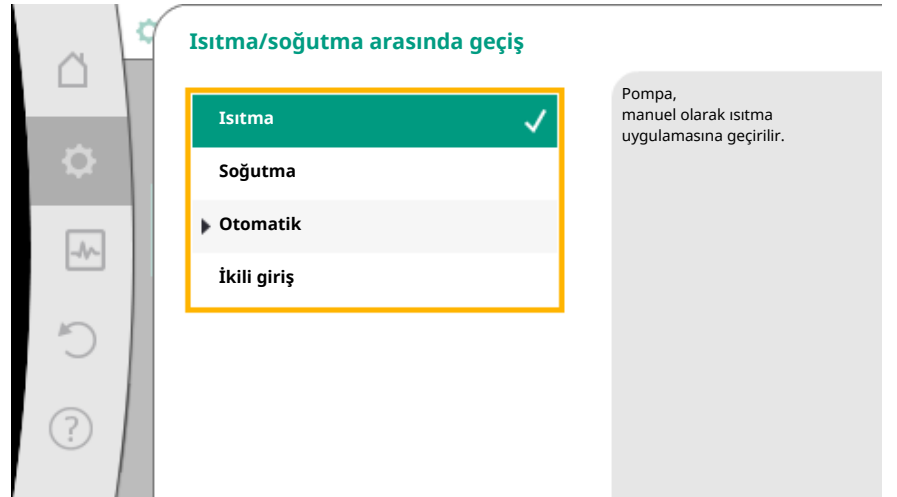 Isıtma/soğutma arasında geçiş
Isıtma
Soğutma
Otomatik
İkili giriş
Pompa,
manuel olarak ısıtma
uygulamasına geçirilir.
?